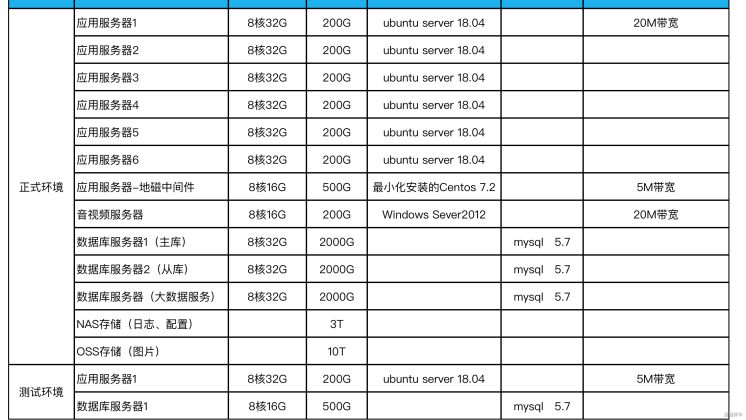 应用服务器1 8核32G 200G ubuntu server 18.04 20M带宽
应用服务器2 8核32G 200G ubuntu server 18.04
应用服务器3 8核32G 200G ubuntu server 18.04
应用服务器4 8核32G 200G ubuntu server 18.04
应用服务器5 8核32G 200G ubuntu server 18.04
应用服务器6 8核32G 200G ubuntu server 18.04
正式环境 应用服务器–地磁中间件 8核16G 500G 最小化安装的Centos 7.2 5M带宽
音视频服务器 8核16G 200G Windows Sever2012 20M带宽
数据库服务器1（主库） 8核32G 2000G mysql 5.7
数据库服务器2（从库） 8核32G 2000G mysql 5.7
数据库服务器（大数据服务） 8核32G 2000G mysql 5.7
NAS存储（日志、配置） 3T
OSS存储（图片） 10T
测试环境 应用服务器1 8核32G 200G ubuntu server 18.04 5M带宽
数据库服务器1 8核16G 500G mysql 5.7